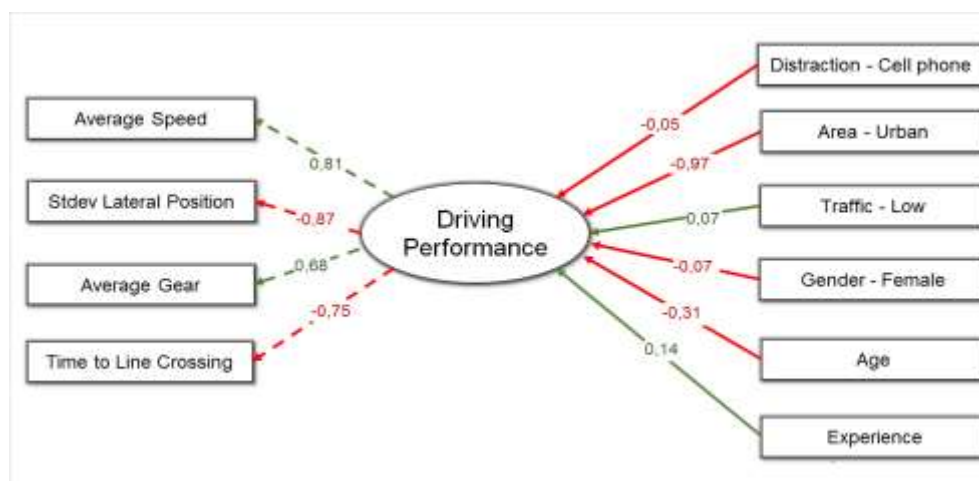 Distraction - Cell phone
Average Speed
-0,05
Area - Urban
0,81
-0,97
Stdev Lateral Position
-0,87
Driving
Performance
0,07
Traffic - Low
Average Gear
0,68
-0,07
Gender - Female
-0,75
-0,31
Time to Line Crossing
0,14
Age
Experience